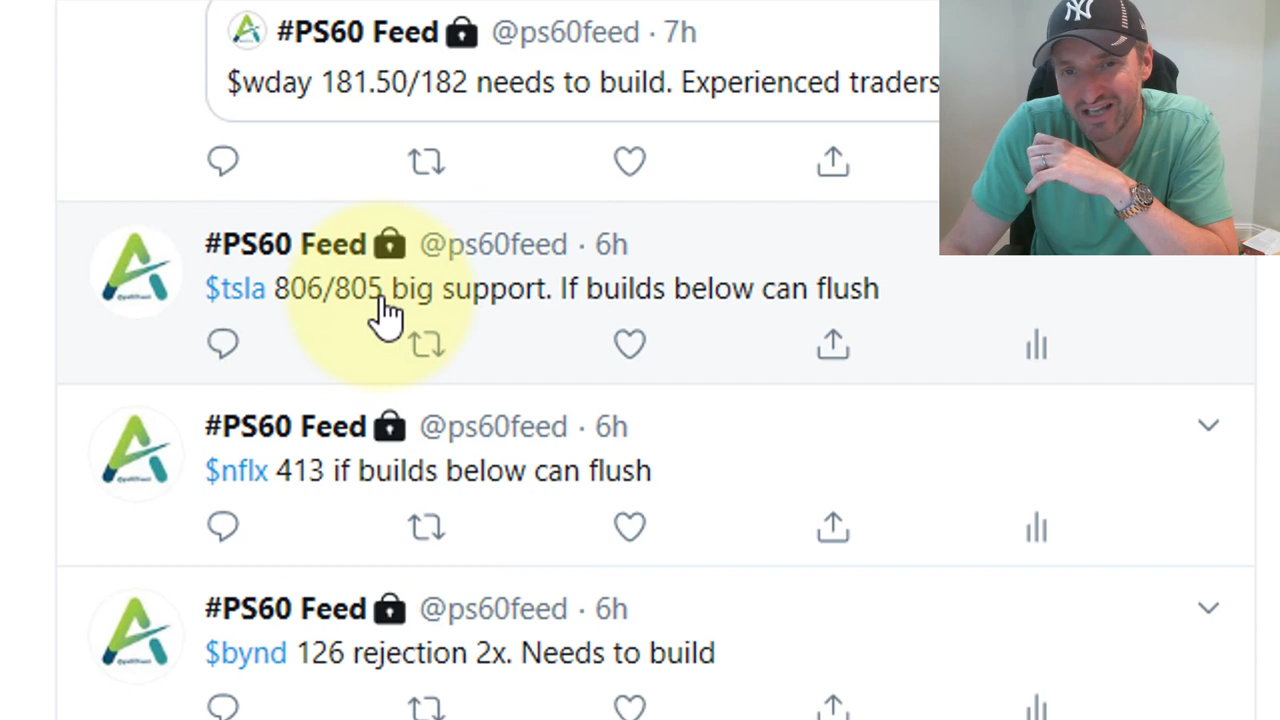 #PS60 Feed @ps60feed · 7h
$wday 181.50/182 needs to build. Experienced traders
#PS60 Feed @ps60feed · 6h
$tsla 806/805 big support. If builds below can flush
#PS60 Feed @ps60feed · 6h
$nflx 413 if builds below can flush
#PS60 Feed @ps60feed · 6h
$bynd 126 rejection 2x. Needs to build